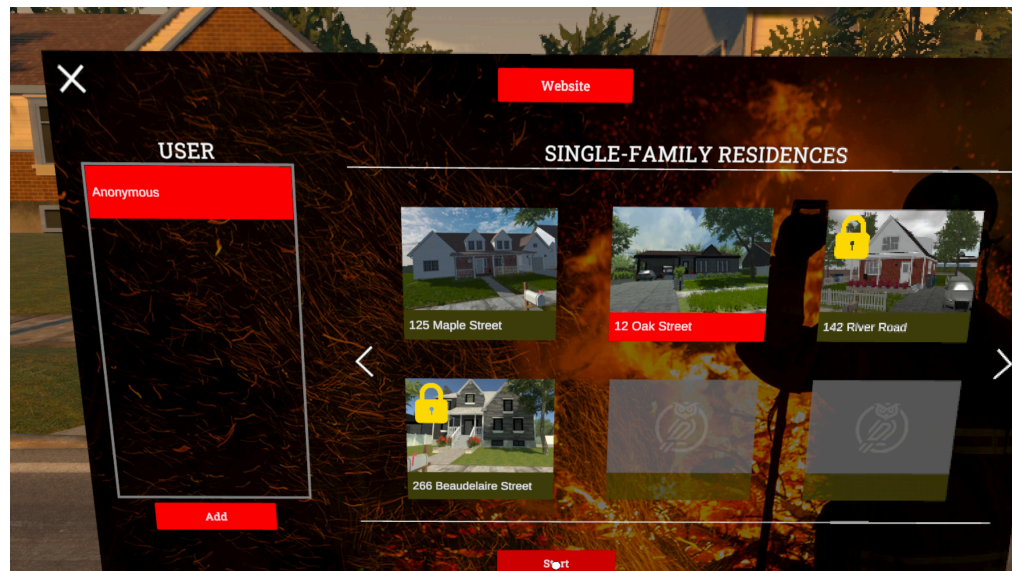 Website
USER
SINGLE-FAMILY RESIDENCES
Anonymous
125 Maple Street
12 Oak Street
142 River Road
266 Beaudelaire Street
Add
Start